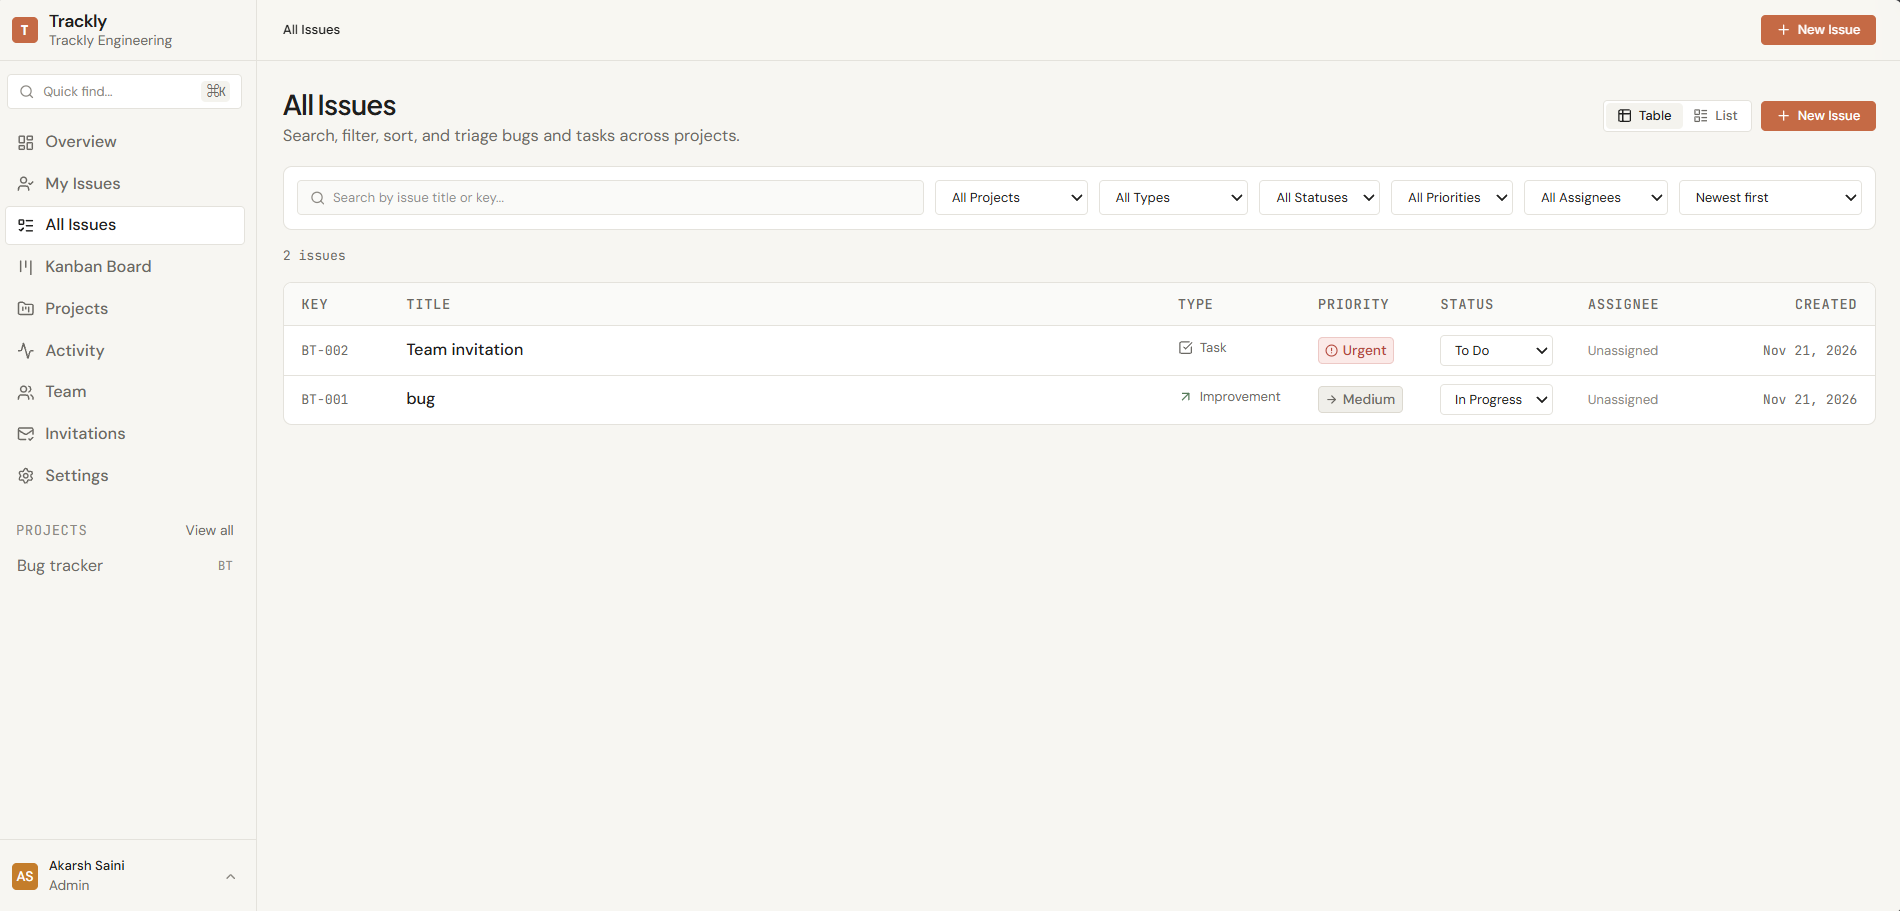 T
Trackly
Trackly Engineering
Quick find...
⌘K
Overview
My Issues
All Issues
Kanban Board
Projects
Activity
Team
Invitations
Settings
PROJECTS View all
Bug tracker BT
AS
Akarsh Saini
Admin
All Issues
+ New Issue
All Issues
Search, filter, sort, and triage bugs and tasks across projects.
Table List
+ New Issue
Search by issue title or key...
All Projects All Types All Statuses All Priorities All Assignees Newest first
2 issues
KEY TITLE TYPE PRIORITY STATUS ASSIGNEE CREATED
BT-002 Team invitation Task Urgent To Do Unassigned Nov 21, 2026
BT-001 bug Improvement Medium In Progress Unassigned Nov 21, 2026